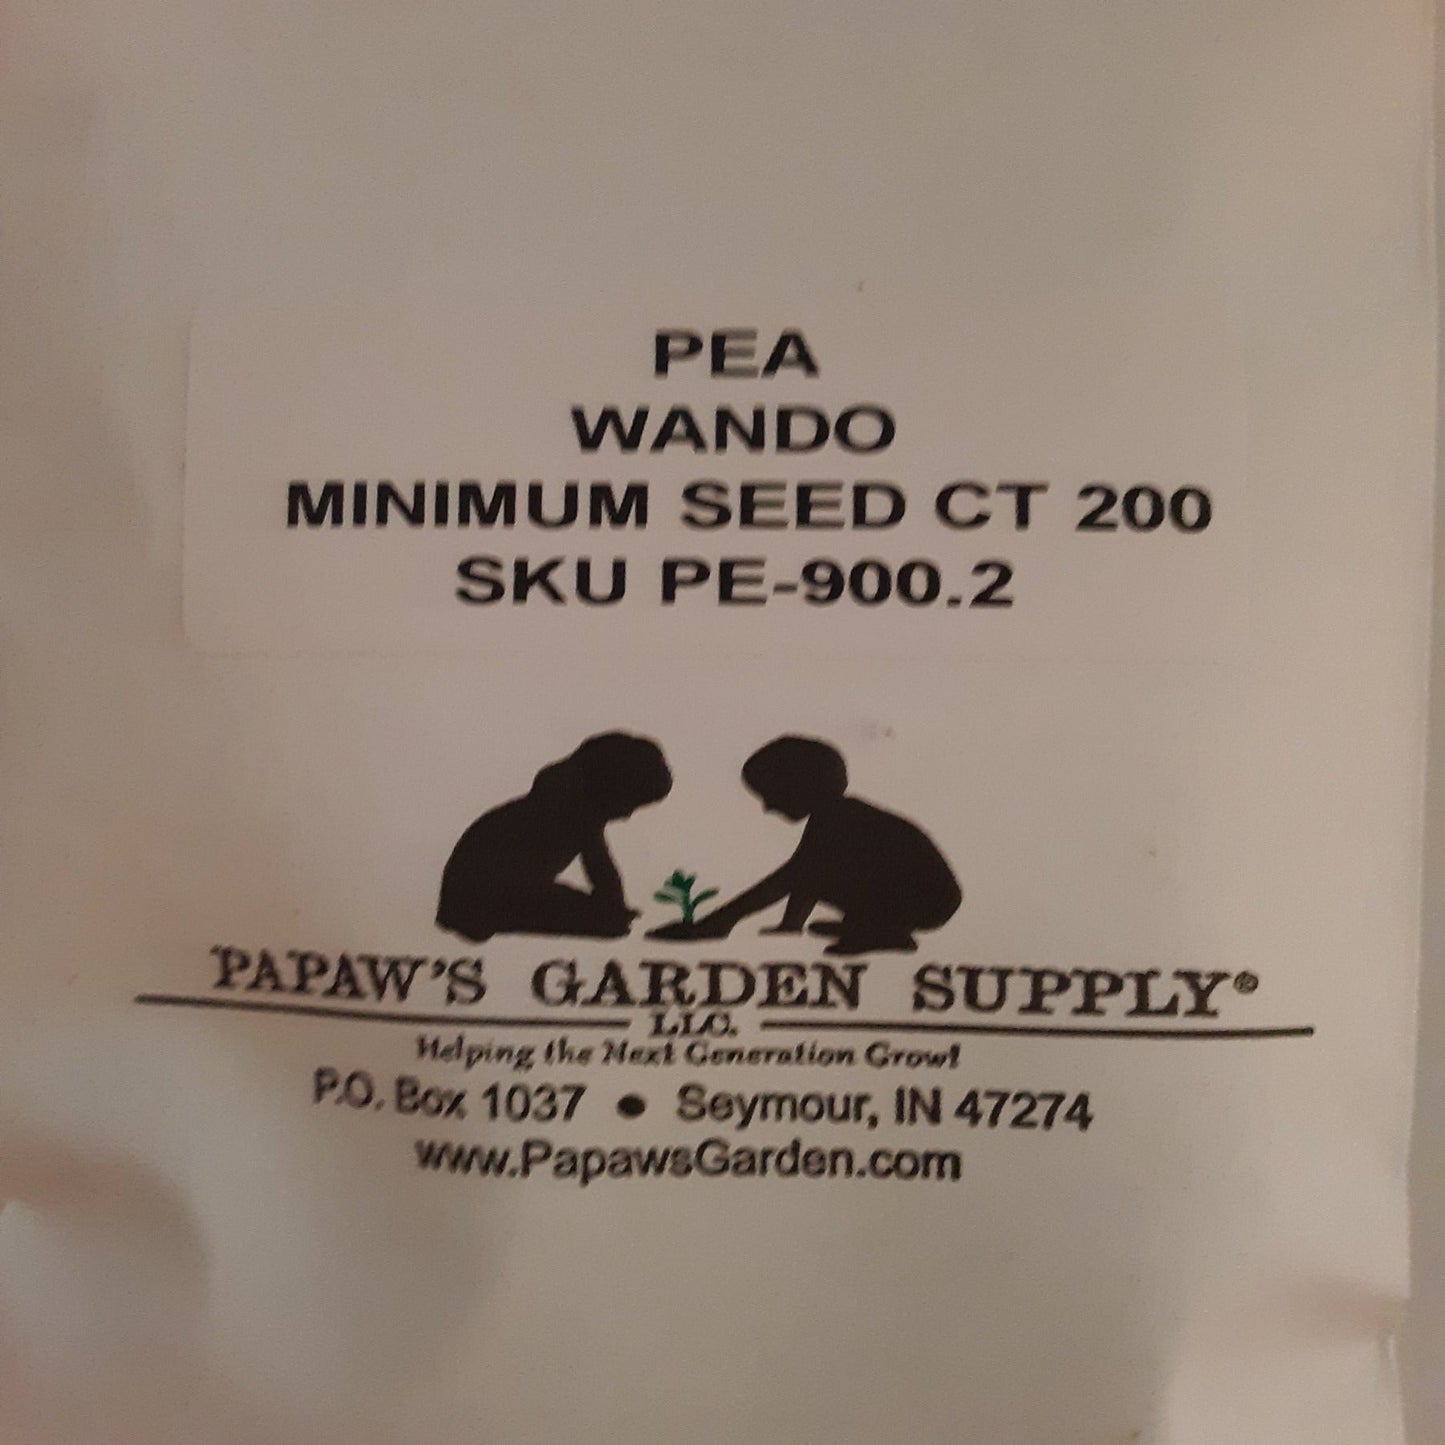 PEA
WANDO
MINIMUM SEED CT 200
SKU PE-900.2
PAPAW'S GARDEN SUPPLY®
LLC.
Helping the Next Generation Grow!
P.O. Box 1037 • Seymour, IN 47274
www.PapawsGarden.com